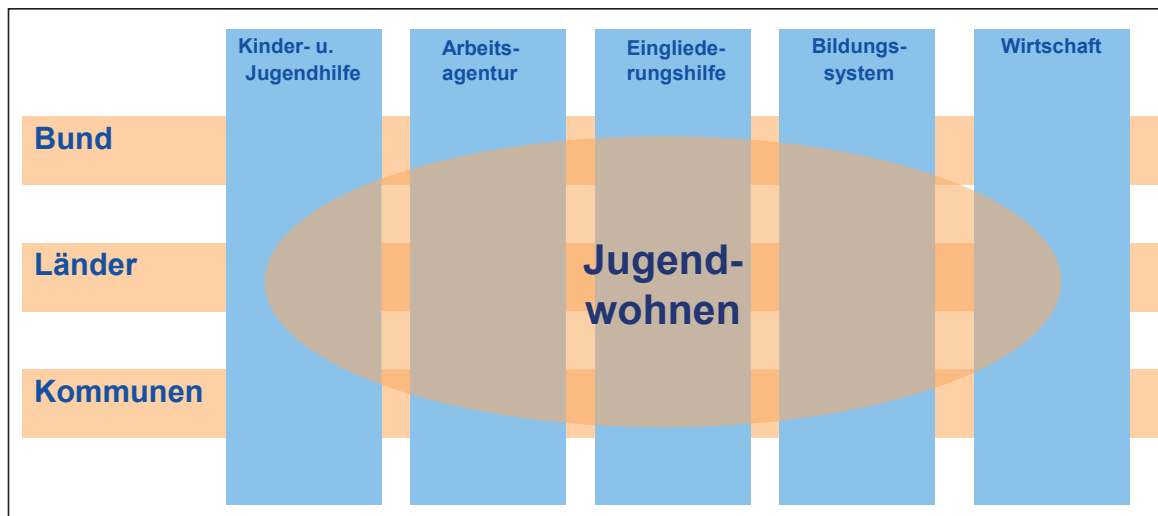 Kinder- u.
Jugendhilfe
Arbeits-
agentur
Eingliede-
rungshilfe
Bildungs-
system
Wirtschaft
Bund
Länder
Jugend-
wohnen
Kommunen